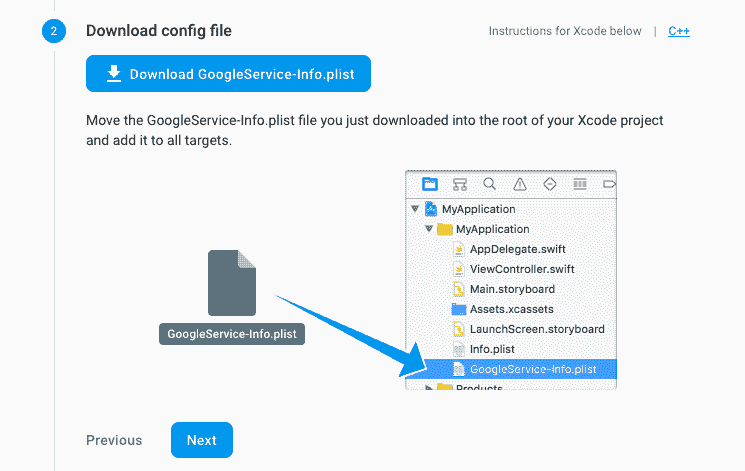 2 Download config file Instructions for Xcode below | C++
Download GoogleService-Info.plist
Move the GoogleService-Info.plist file you just downloaded into the root of your Xcode project
and add it to all targets.
MyApplication
MyApplication
AppDelegate.swift
ViewController.swift
Main.storyboard
Assets.xcassets
LaunchScreen.storyboard
GoogleService-Info.plist
Info.plist
GoogleService-Info.plist
Products
Previous Next